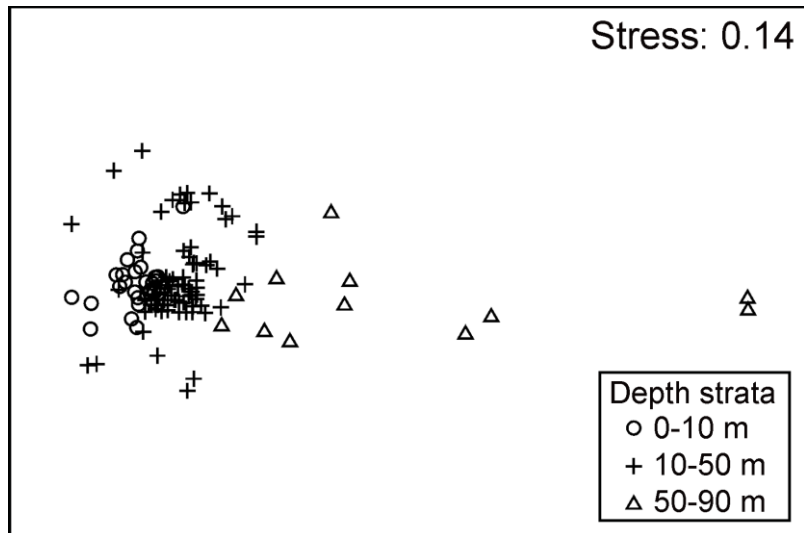 Stress: 0.14
Depth strata
0-10 m
10-50 m
50-90 m